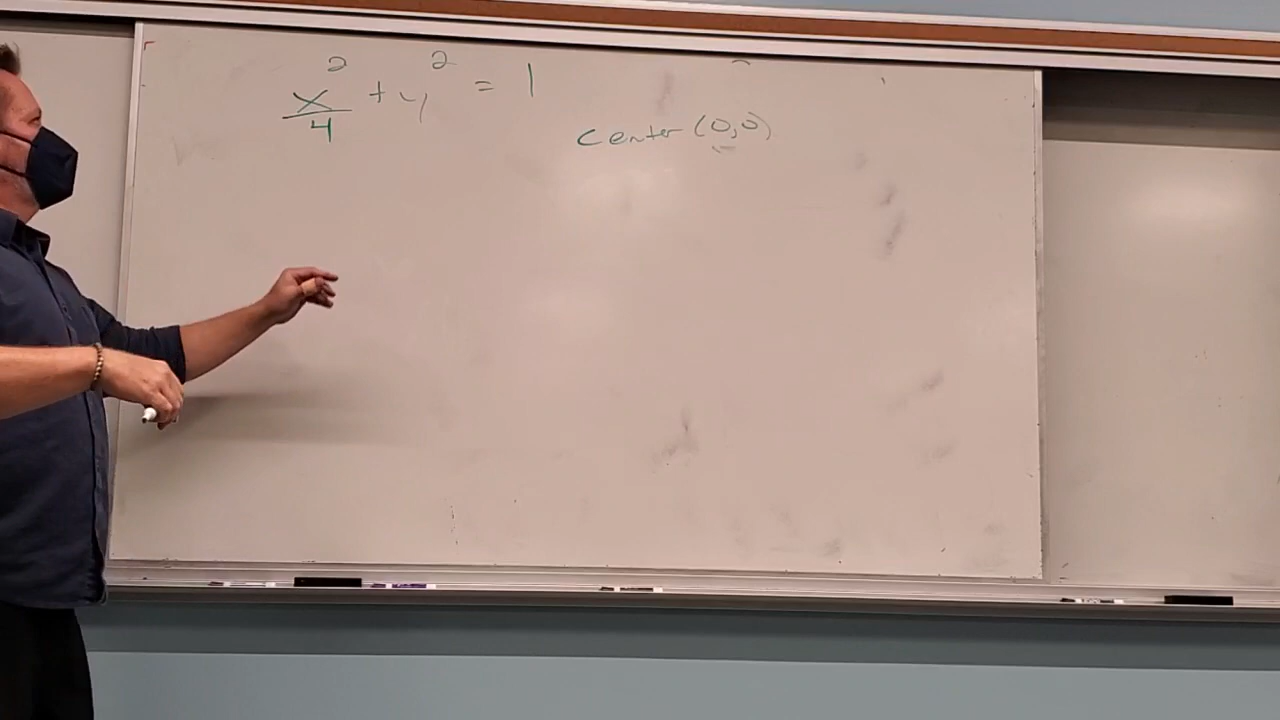 x²/4 + y² = 1
center (0,0)